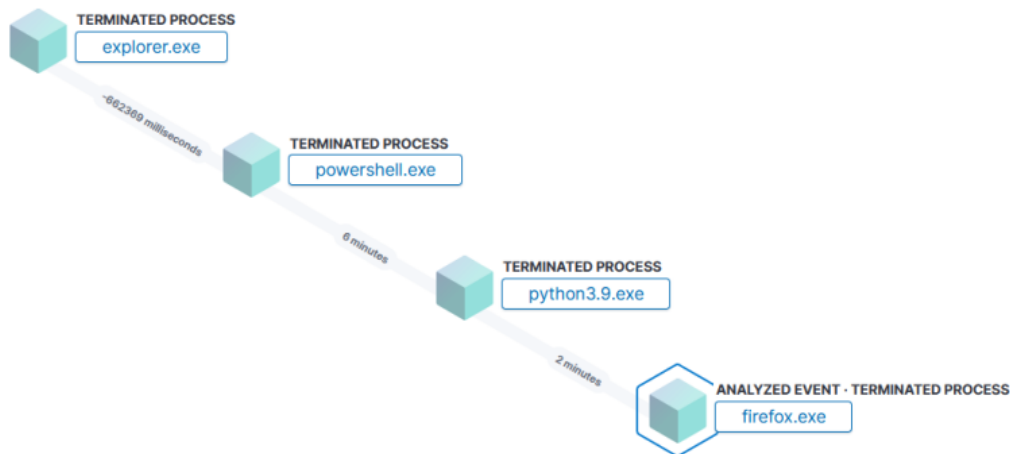 TERMINATED PROCESS
explorer.exe
-662369 milliseconds
TERMINATED PROCESS
powershell.exe
6 minutes
TERMINATED PROCESS
python3.9.exe
2 minutes
ANALYZED EVENT · TERMINATED PROCESS
firefox.exe